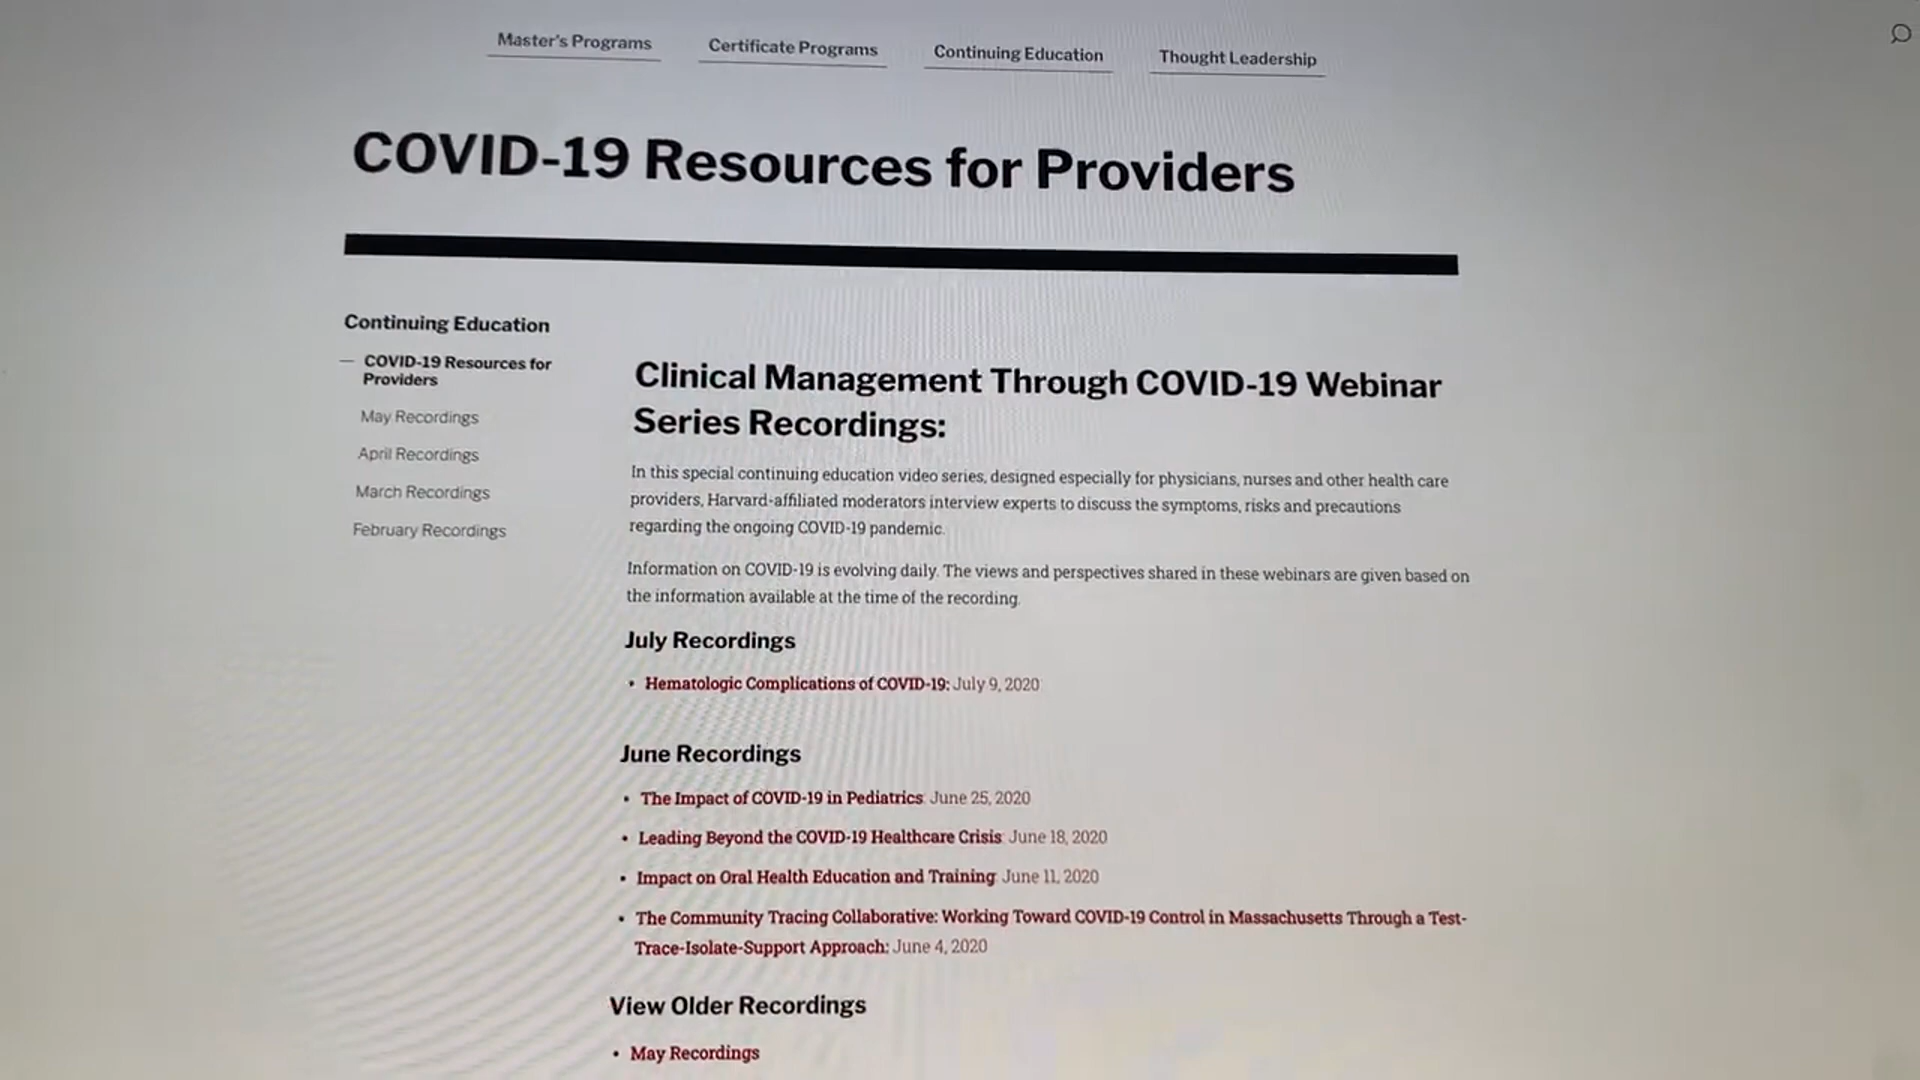 Master's Programs
Certificate Programs
Continuing Education
Thought Leadership
COVID-19 Resources for Providers
Continuing Education
— COVID-19 Resources for
Providers
May Recordings
April Recordings
March Recordings
February Recordings
Clinical Management Through COVID-19 Webinar
Series Recordings:
In this special continuing education video series, designed especially for physicians, nurses and other health care
providers, Harvard-affiliated moderators interview experts to discuss the symptoms, risks and precautions
regarding the ongoing COVID-19 pandemic.
Information on COVID-19 is evolving daily. The views and perspectives shared in these webinars are given based on
the information available at the time of the recording.
July Recordings
• Hematologic Complications of COVID-19: July 9, 2020
June Recordings
• The Impact of COVID-19 in Pediatrics: June 25, 2020
• Leading Beyond the COVID-19 Healthcare Crisis: June 18, 2020
• Impact on Oral Health Education and Training: June 11, 2020
• The Community Tracing Collaborative: Working Toward COVID-19 Control in Massachusetts Through a Test-
Trace-Isolate-Support Approach: June 4, 2020
View Older Recordings
• May Recordings